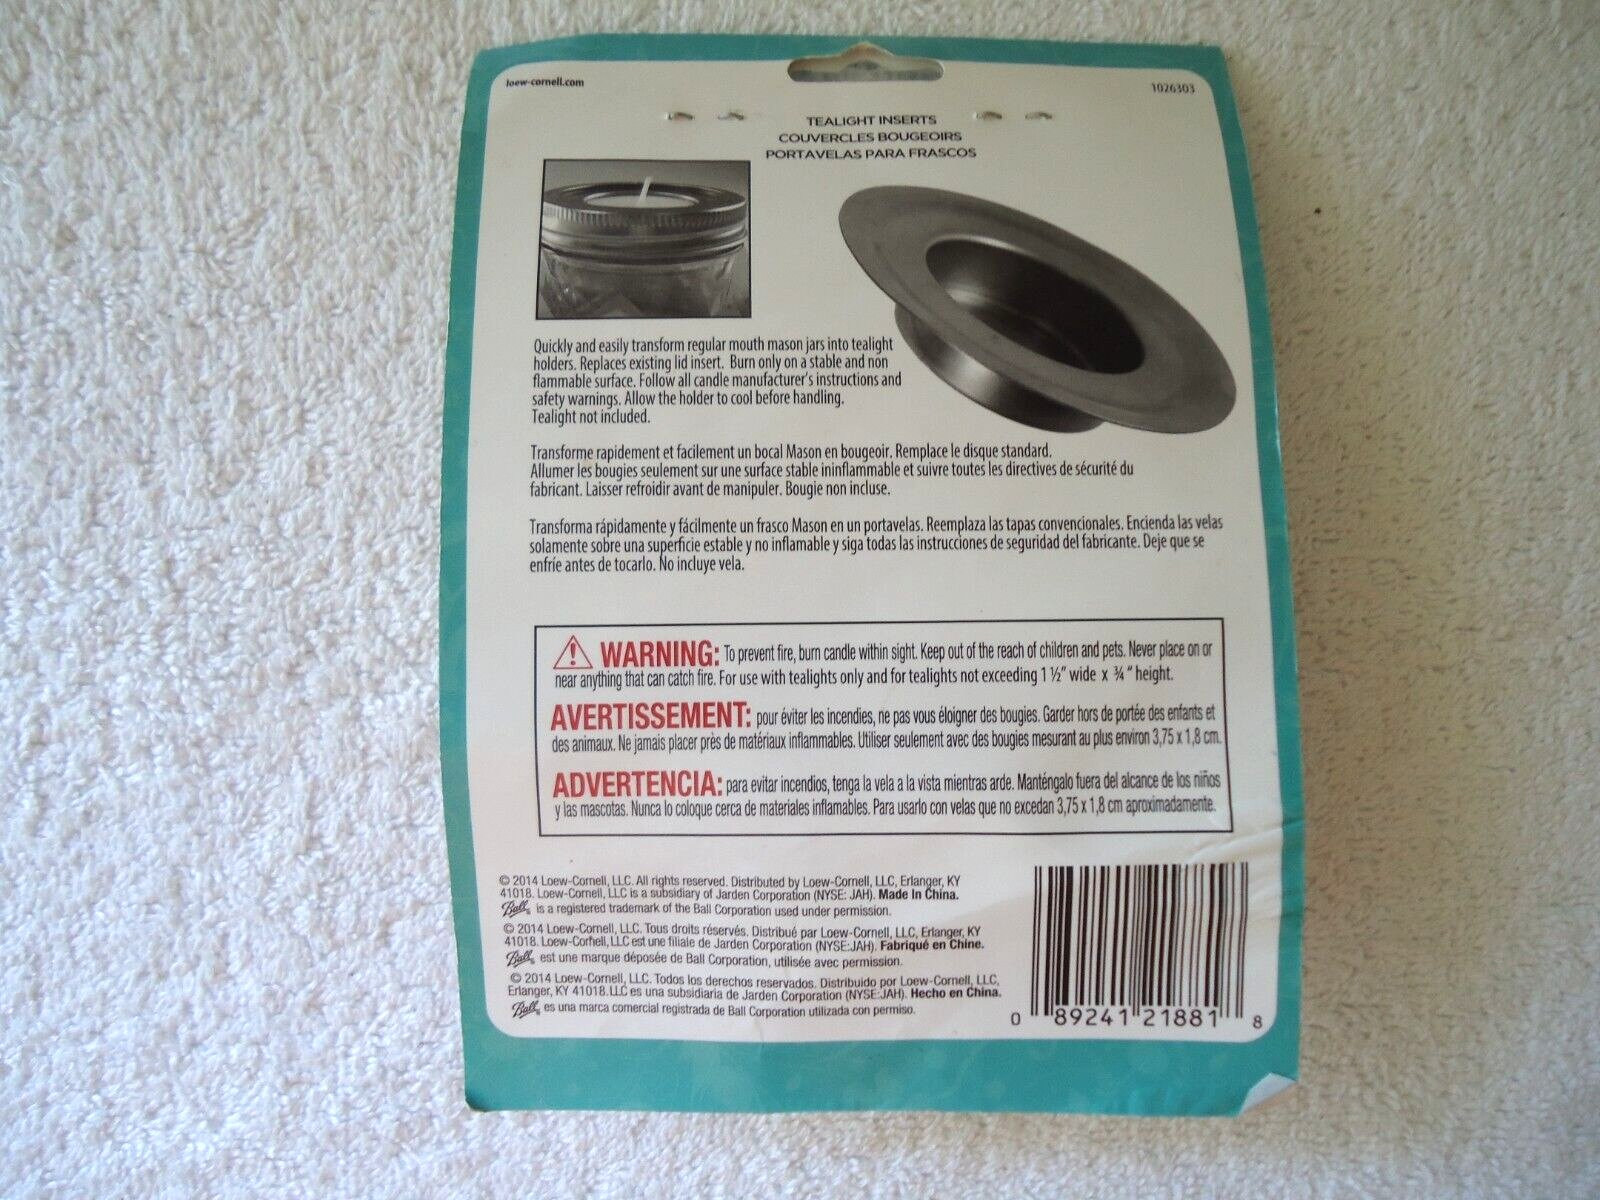 loew-cornell.com
1026303
TEALIGHT INSERTS
COUVERCLES BOUGEOIRS
PORTAVELAS PARA FRASCOS
Quickly and easily transform regular mouth mason jars into tealight
holders. Replaces existing lid insert. Burn only on a stable and non
flammable surface. Follow all candle manufacturer's instructions and
safety warnings. Allow the holder to cool before handling.
Tealight not included.
Transforme rapidement et facilement un bocal Mason en bougeoir. Remplace le disque standard.
Allumer les bougies seulement sur une surface stable ininflammable et suivre toutes les directives de sécurité du
fabricant. Laisser refroidir avant de manipuler. Bougie non incluse.
Transforma rápidamente y fácilmente un frasco Mason en un portavelas. Reemplaza las tapas convencionales. Encienda las velas
solamente sobre una superficie estable y no inflamable y siga todas las instrucciones de seguridad del fabricante. Deje que se
enfríe antes de tocarlo. No incluye vela.
WARNING: To prevent fire, burn candle within sight. Keep out of the reach of children and pets. Never place on or
near anything that can catch fire. For use with tealights only and for tealights not exceeding 1 ½" wide x ¾" height.
AVERTISSEMENT: pour éviter les incendies, ne pas vous éloigner des bougies. Garder hors de portée des enfants et
des animaux. Ne jamais placer près de matériaux inflammables. Utiliser seulement avec des bougies mesurant au plus environ 3,75 x 1,8 cm.
ADVERTENCIA: para evitar incendios, tenga la vela a la vista mientras arde. Manténgalo fuera del alcance de los niños
y las mascotas. Nunca lo coloque cerca de materiales inflamables. Para usarlo con velas que no excedan 3,75 x 1,8 cm aproximadamente.
© 2014 Loew-Cornell, LLC. All rights reserved. Distributed by Loew-Cornell, LLC, Erlanger, KY
41018. Loew-Cornell, LLC is a subsidiary of Jarden Corporation (NYSE: JAH). Made In China.
Ball® is a registered trademark of the Ball Corporation used under permission.
© 2014 Loew-Cornell, LLC. Tous droits réservés. Distribué par Loew-Cornell, LLC, Erlanger, KY
41018. Loew-Cornell, LLC est une filiale de Jarden Corporation (NYSE:JAH). Fabriqué en Chine.
Ball® est une marque déposée de Ball Corporation, utilisée avec permission.
© 2014 Loew-Cornell, LLC. Todos los derechos reservados. Distribuido por Loew-Cornell, LLC,
Erlanger, KY 41018. LLC es una subsidiaria de Jarden Corporation (NYSE:JAH). Hecho en China.
Ball® es una marca comercial registrada de Ball Corporation utilizada con permiso.
0 89241 21881 8